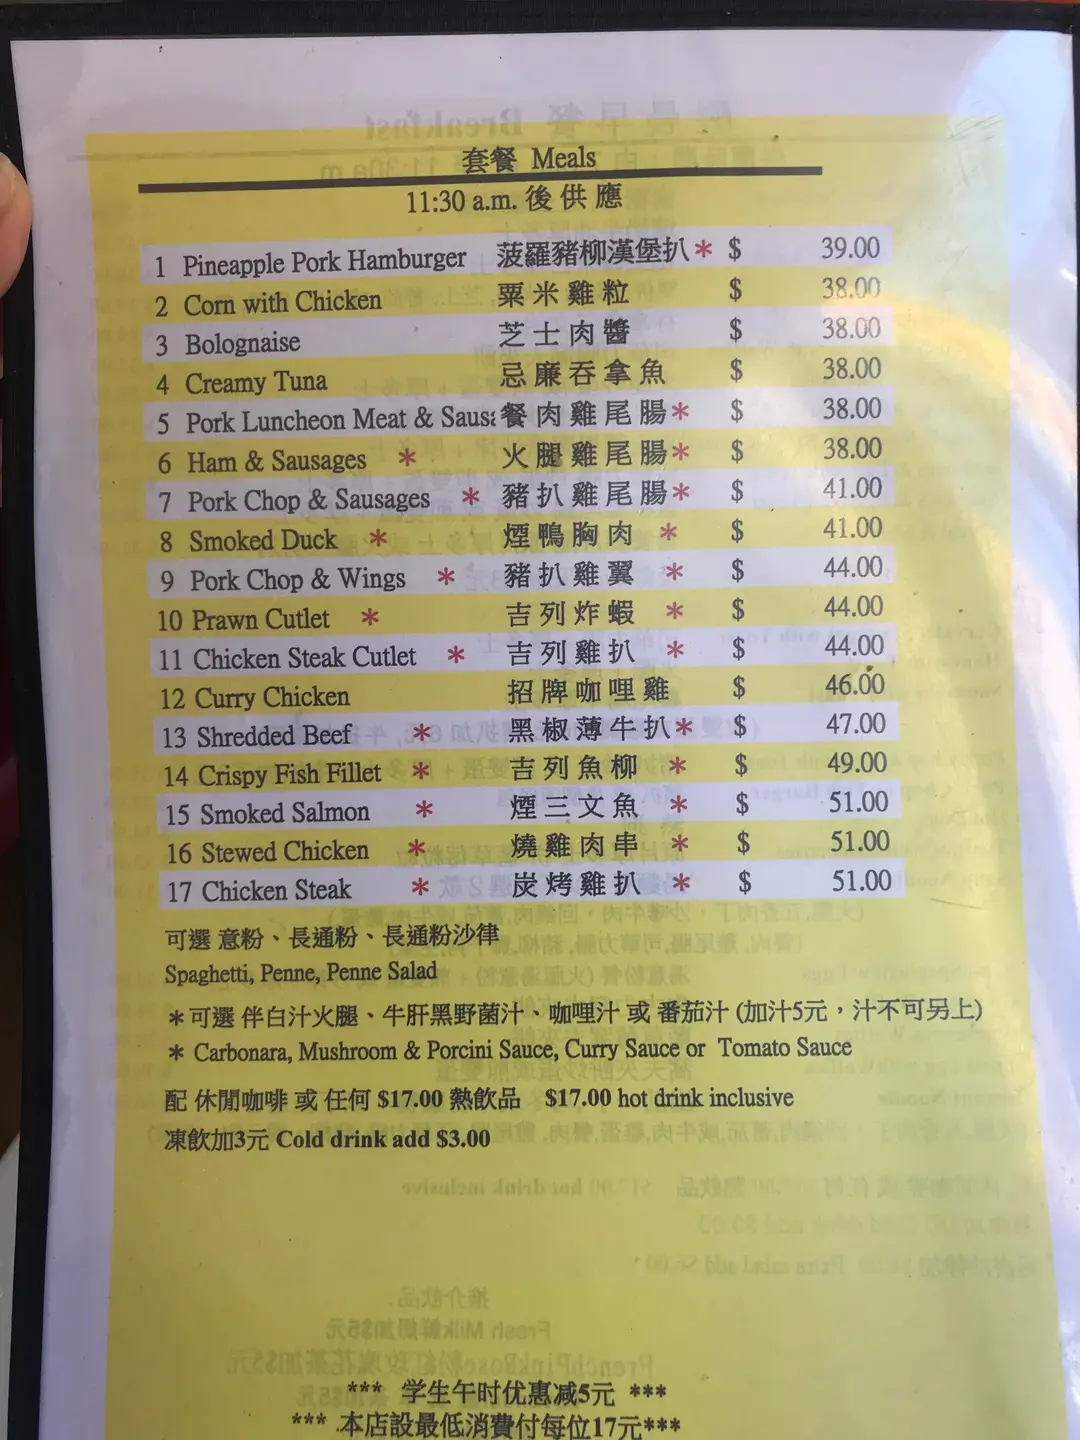 套餐 Meals
11:30 a.m. 後供應
1 Pineapple Pork Hamburger 菠羅豬柳漢堡扒* $ 39.00
2 Corn with Chicken 粟米雞粒 $ 38.00
3 Bolognaise 芝士肉醬 $ 38.00
4 Creamy Tuna 忌廉吞拿魚 $ 38.00
5 Pork Luncheon Meat & Saus 餐肉雞尾腸* $ 38.00
6 Ham & Sausages * 火腿雞尾腸* $ 38.00
7 Pork Chop & Sausages * 豬扒雞尾腸* $ 41.00
8 Smoked Duck * 煙鴨胸肉 * $ 41.00
9 Pork Chop & Wings * 豬扒雞翼 * $ 44.00
10 Prawn Cutlet * 吉列炸蝦 * $ 44.00
11 Chicken Steak Cutlet * 吉列雞扒 * $ 44.00
12 Curry Chicken 招牌咖哩雞 $ 46.00
13 Shredded Beef * 黑椒薄牛扒* $ 47.00
14 Crispy Fish Fillet * 吉列魚柳 * $ 49.00
15 Smoked Salmon * 煙三文魚 * $ 51.00
16 Stewed Chicken * 燒雞肉串 * $ 51.00
17 Chicken Steak * 炭烤雞扒 * $ 51.00
可選 意粉、長通粉、長通粉沙律
Spaghetti, Penne, Penne Salad
*可選 伴白汁火腿、牛肝黑野菌汁、咖哩汁 或 番茄汁 (加汁5元，汁不可另上)
* Carbonara, Mushroom & Porcini Sauce, Curry Sauce or Tomato Sauce
配 休閒咖啡 或 任何 $17.00 熱飲品 $17.00 hot drink inclusive
凍飲加3元 Cold drink add $3.00
*** 学生午时优惠减5元 ***
*** 本店設最低消費付每位17元***